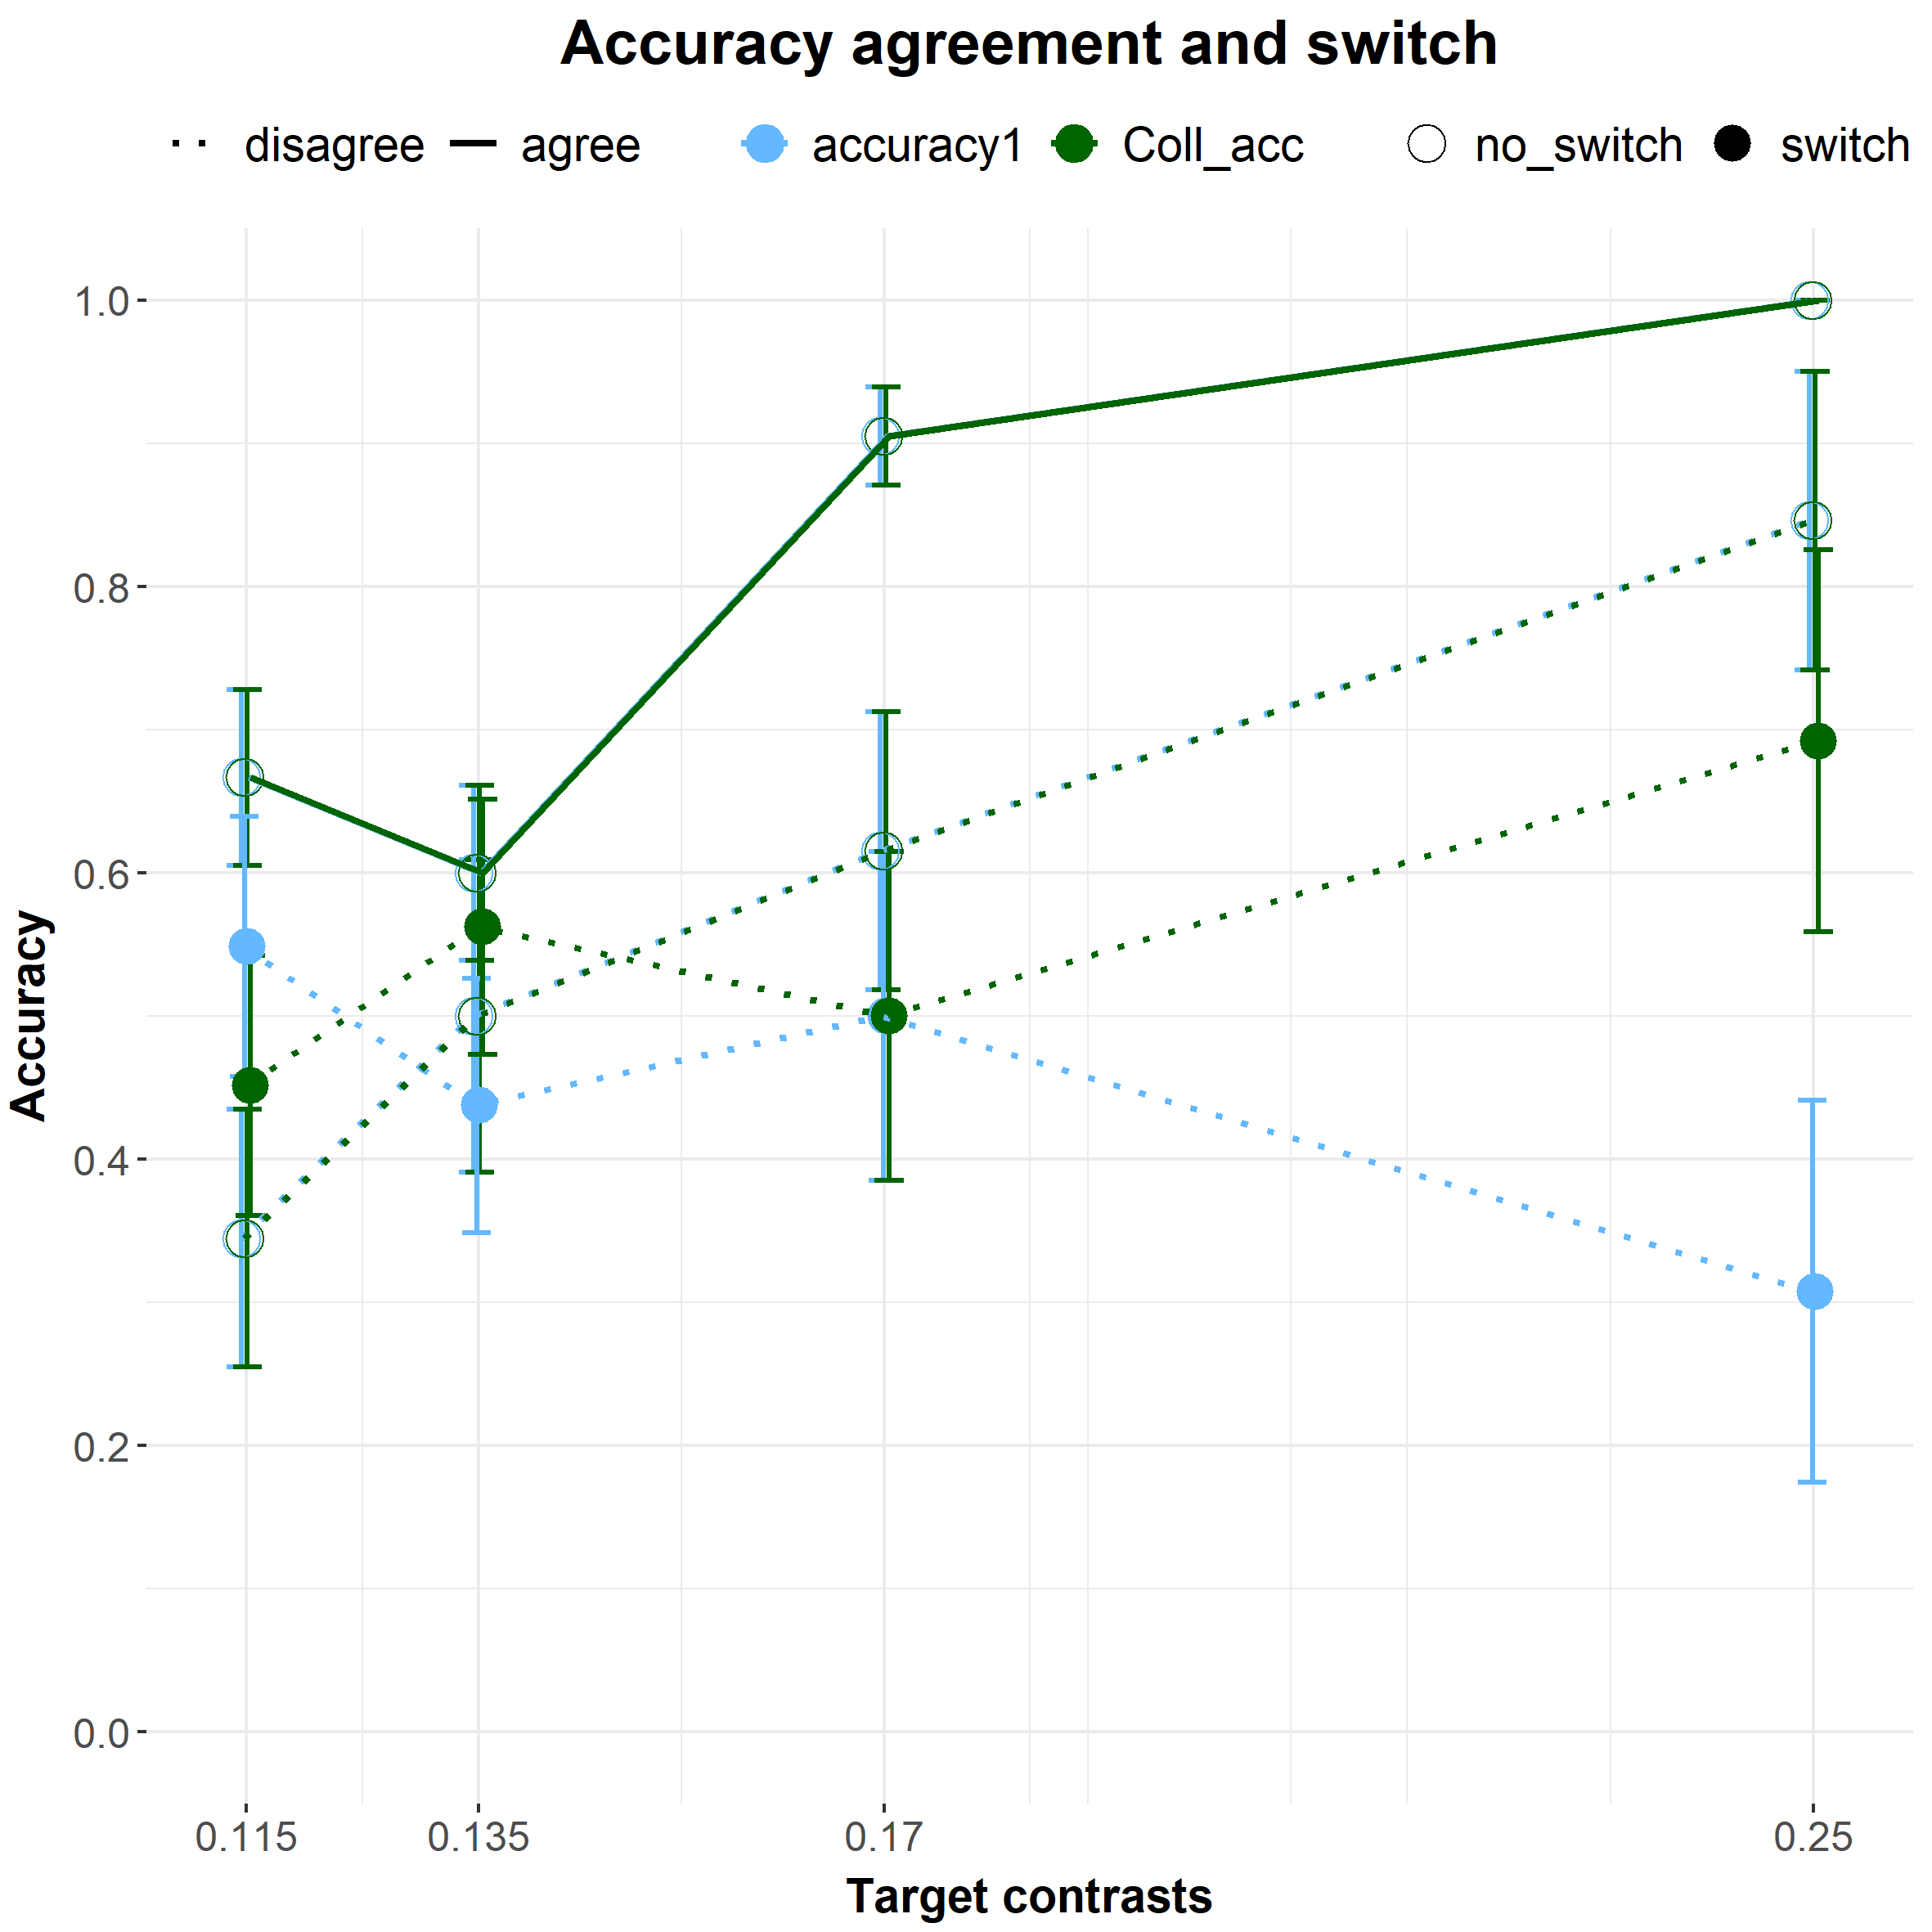 Accuracy agreement and switch
disagree agree accuracy1 Coll_acc no_switch switch
1.0
0.8
0.6
0.4
0.2
0.0
Accuracy
0.115 0.135 0.17 0.25
Target contrasts